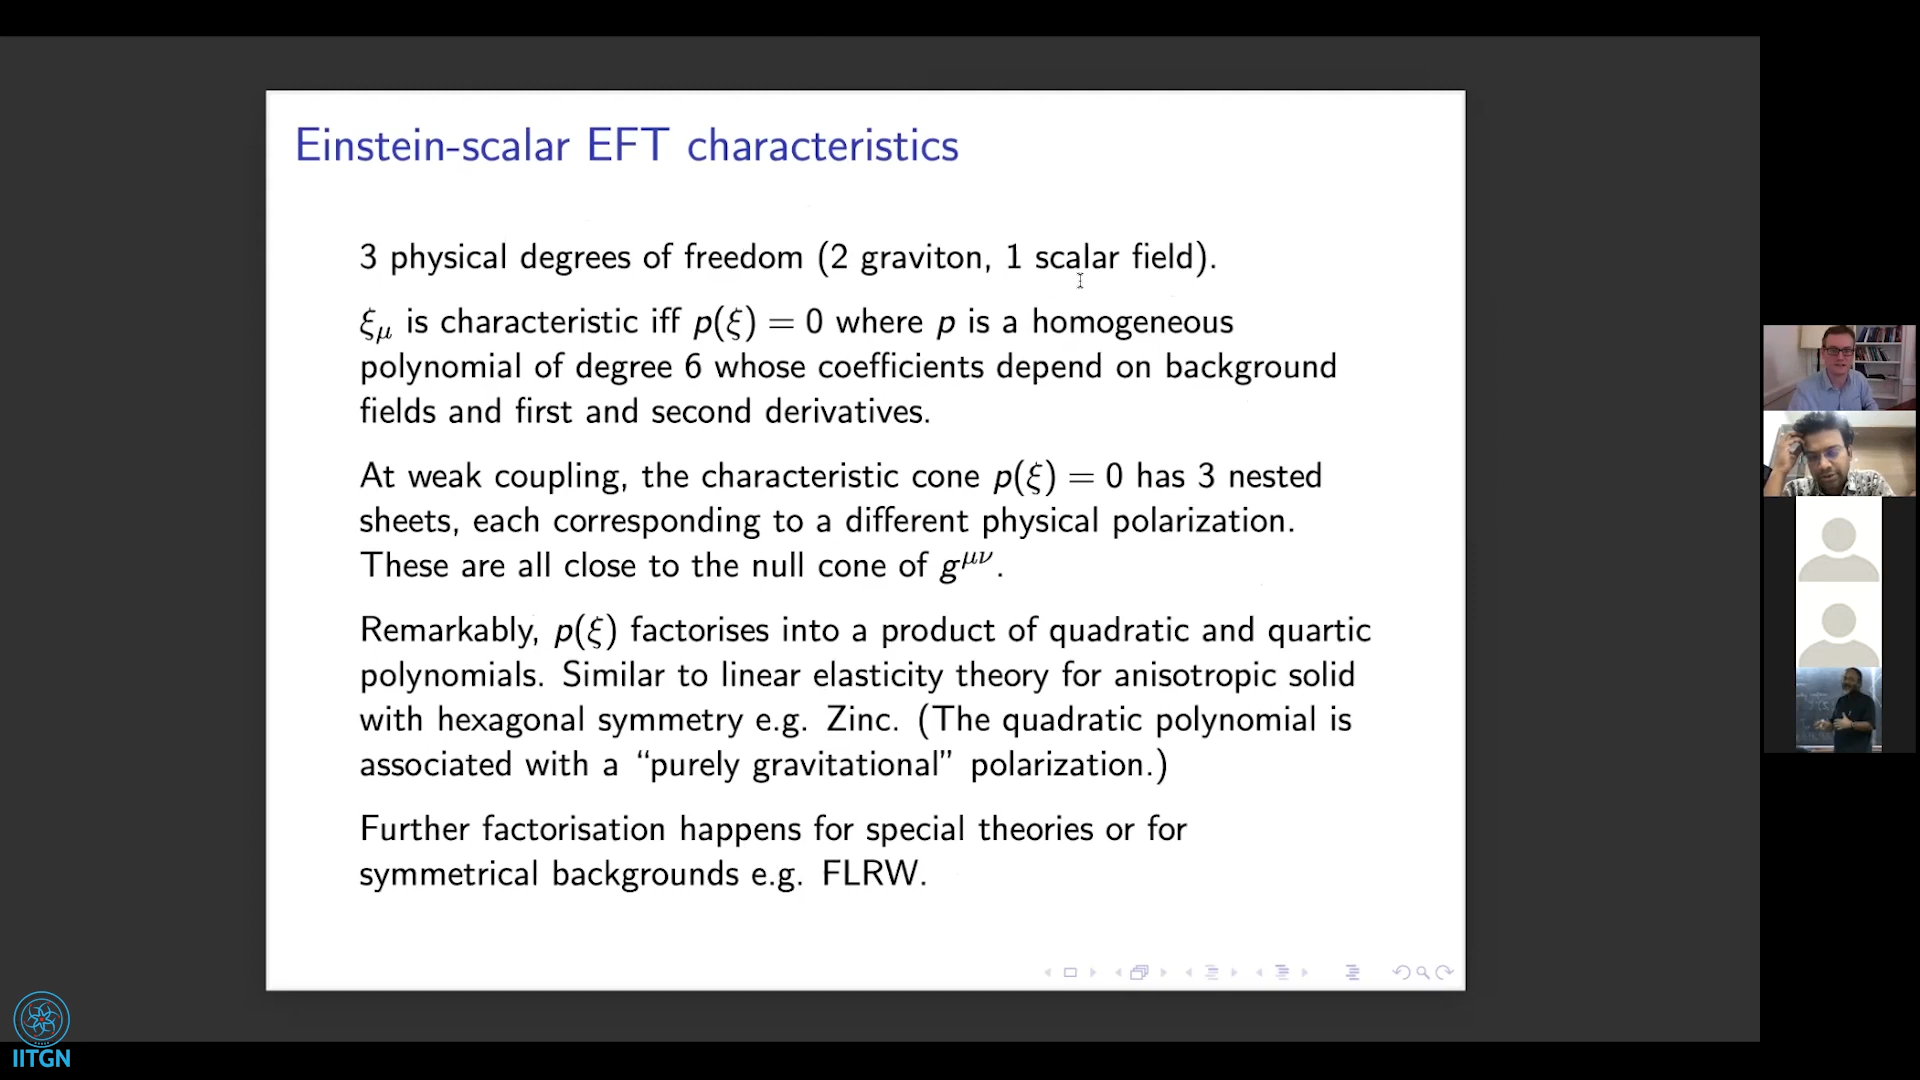 Einstein-scalar EFT characteristics
3 physical degrees of freedom (2 graviton, 1 scalar field).
ξμ is characteristic iff p(ξ) = 0 where p is a homogeneous
polynomial of degree 6 whose coefficients depend on background
fields and first and second derivatives.
At weak coupling, the characteristic cone p(ξ) = 0 has 3 nested
sheets, each corresponding to a different physical polarization.
These are all close to the null cone of g^μν.
Remarkably, p(ξ) factorises into a product of quadratic and quartic
polynomials. Similar to linear elasticity theory for anisotropic solid
with hexagonal symmetry e.g. Zinc. (The quadratic polynomial is
associated with a “purely gravitational” polarization.)
Further factorisation happens for special theories or for
symmetrical backgrounds e.g. FLRW.
IITGN